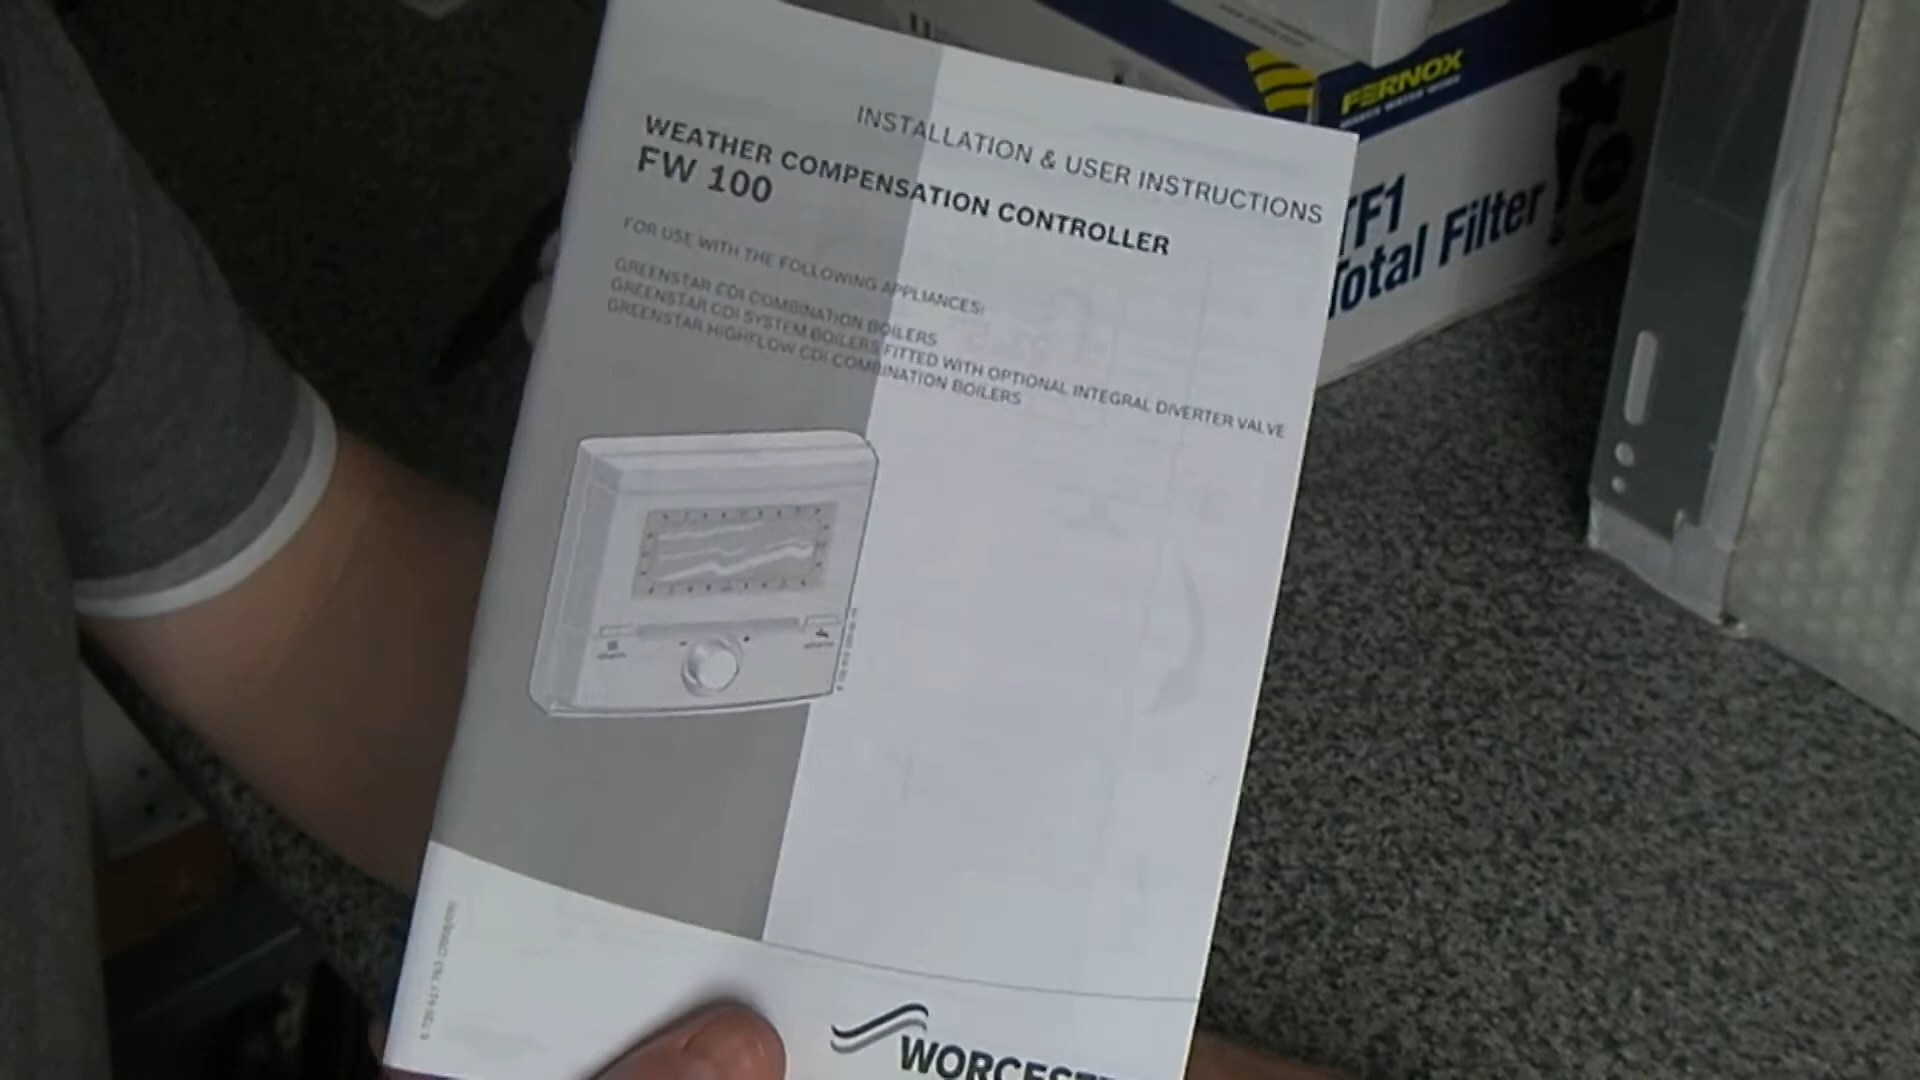 INSTALLATION & USER INSTRUCTIONS
WEATHER COMPENSATION CONTROLLER
FW 100
FOR USE WITH THE FOLLOWING APPLIANCES:
GREENSTAR CDI COMBINATION BOILERS
GREENSTAR CDI SYSTEM BOILERS FITTED WITH OPTIONAL INTEGRAL DIVERTER VALVE
GREENSTAR HIGHFLOW CDI COMBINATION BOILERS
WORCEST
FERNOX
TF1
Total Filter